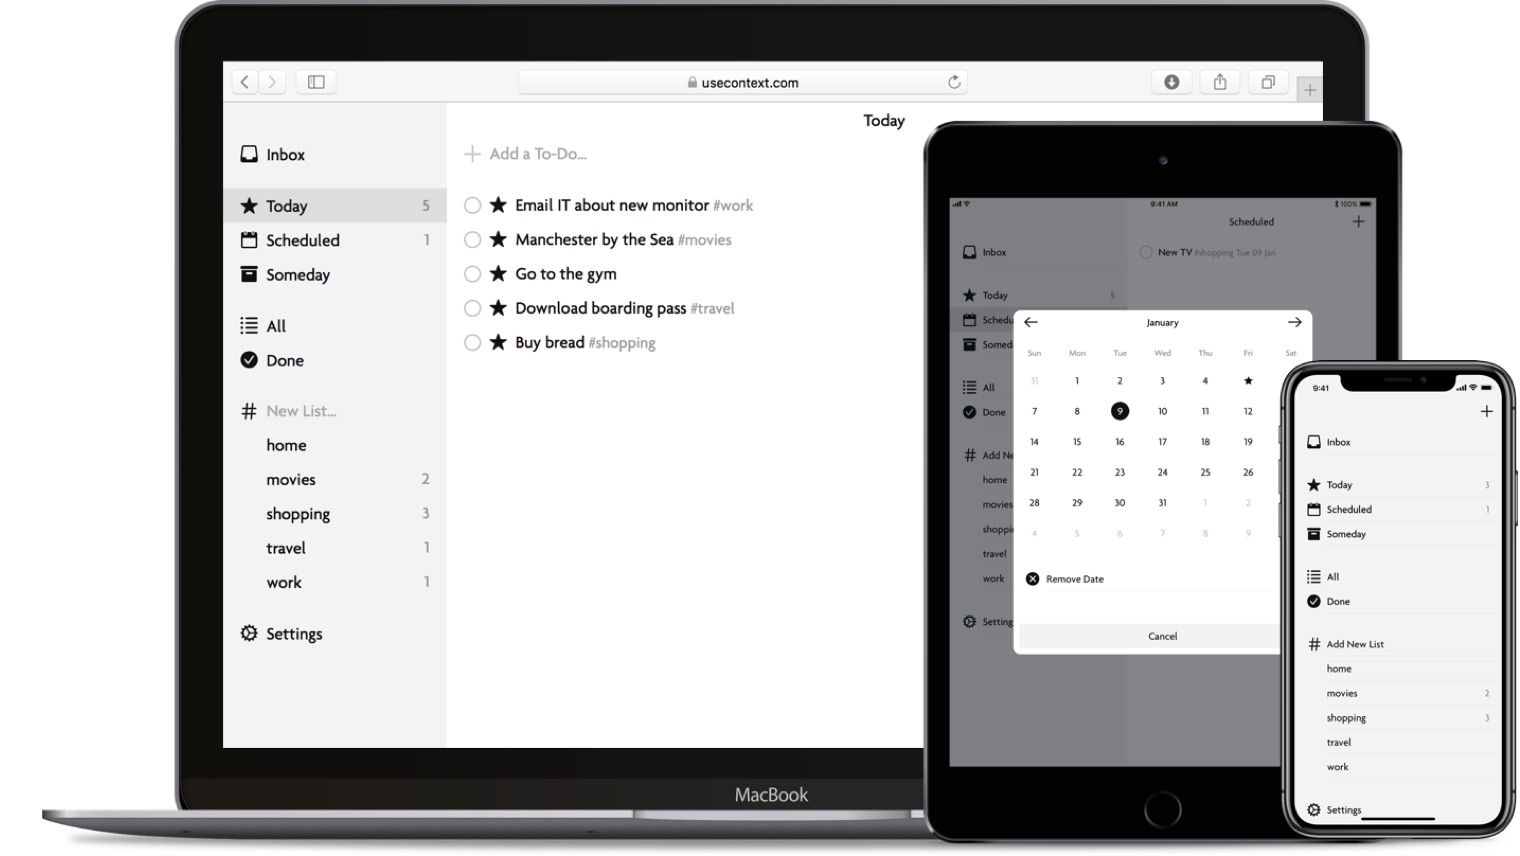 usecontext.com
Today
Inbox
Today 5
Scheduled 1
Someday
All
Done
# New List...
home
movies 2
shopping 3
travel 1
work 1
Settings
+ Add a To-Do...
Email IT about new monitor #work
Manchester by the Sea #movies
Go to the gym
Download boarding pass #travel
Buy bread #shopping
MacBook
9:41 AM
100%
Scheduled +
Inbox
New TV #shopping Tue 09 Jan
Today 5
Schedu
Somed
All
Done
# Add Ne
home
movies
shoppi
travel
work
Setting
January
Sun Mon Tue Wed Thu Fri Sat
31 1 2 3 4
7 8 9 10 11 12
14 15 16 17 18 19
21 22 23 24 25 26
28 29 30 31 1 2
4 5 6 7 8 9
Remove Date
Cancel
9:41
+
Inbox
Today 3
Scheduled 1
Someday
All
Done
# Add New List
home
movies 2
shopping 3
travel
work
Settings